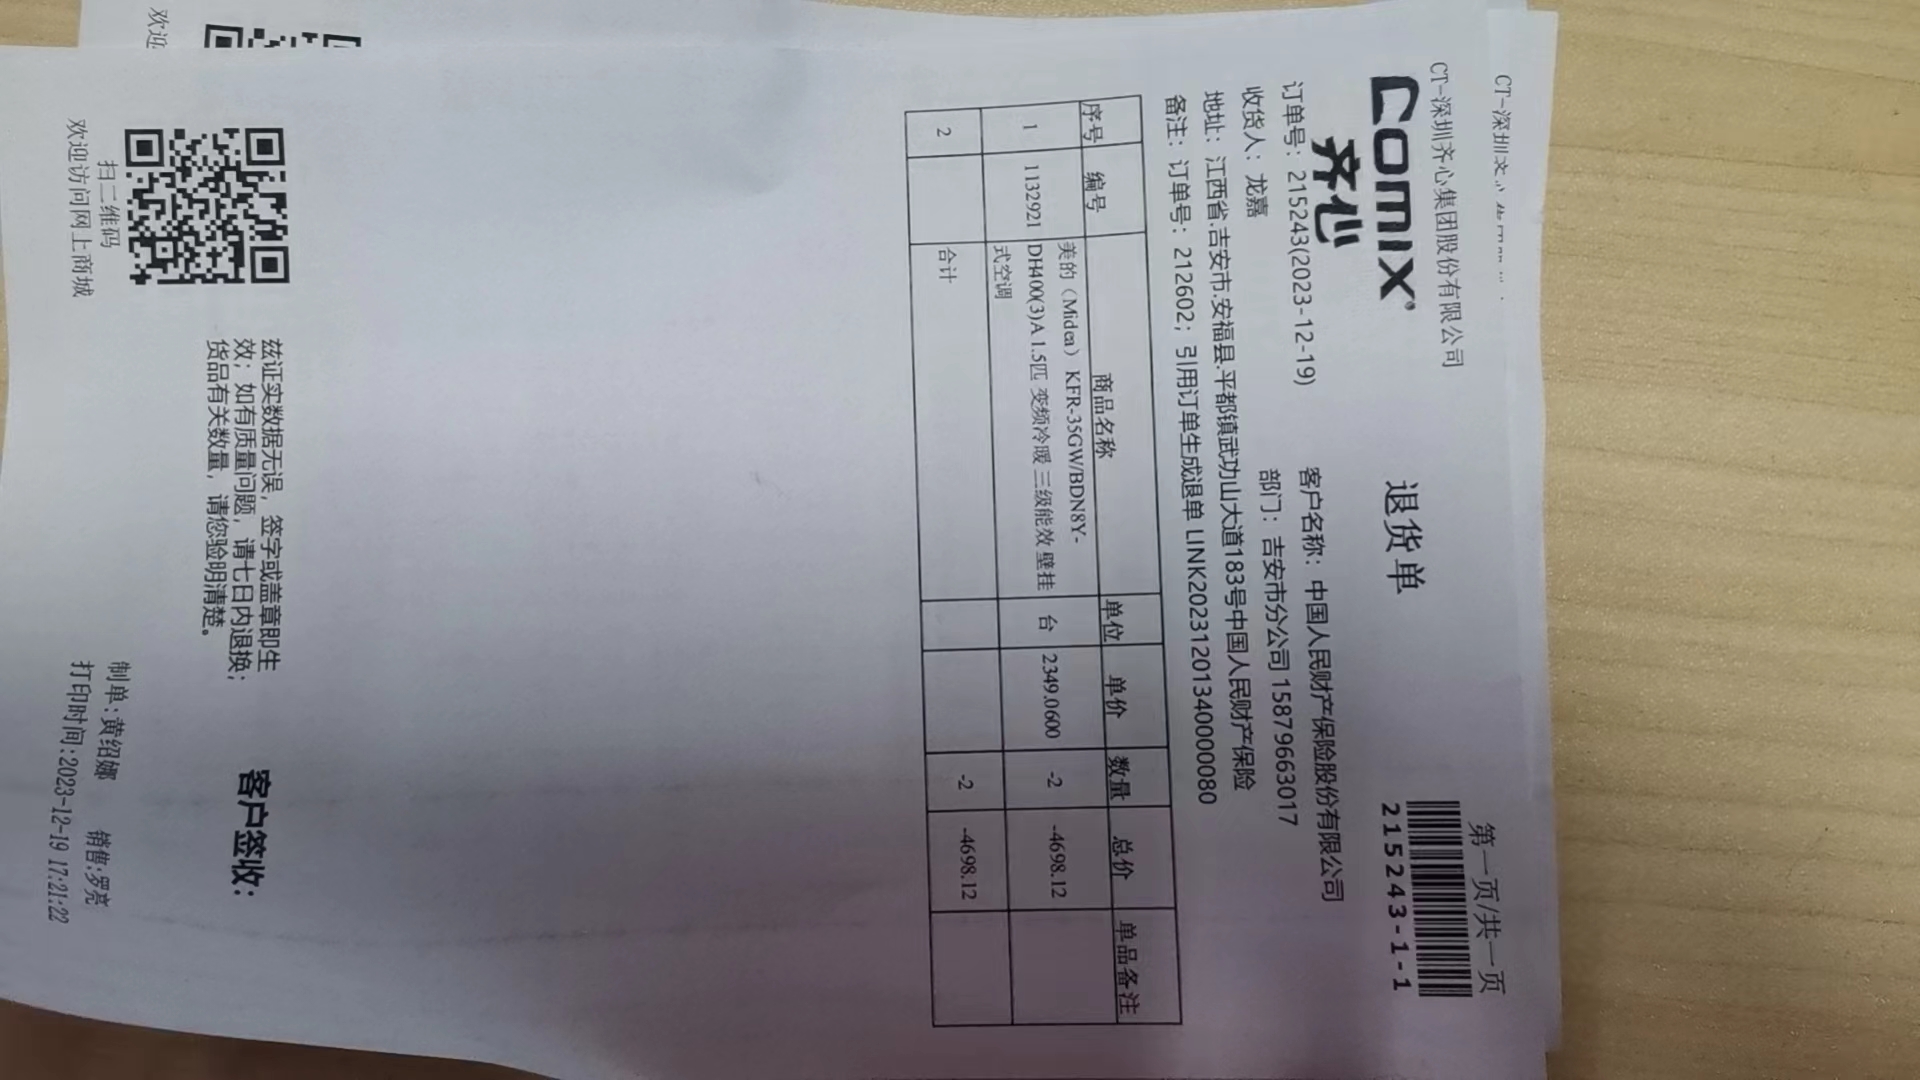 CT-深圳齐心集团股份有限公司
第一页/共一页
COMIX®
齐心
退货单
215243-1-1
订单号：215243(2023-12-19)
客户名称：中国人民财产保险股份有限公司
收货人：龙嘉
部门：吉安市分公司 15879663017
地址：江西省.吉安市.安福县.平都镇武功山大道183号中国人民财产保险
备注：订单号：212602；引用订单生成退单 LINK20231201340000080
序号 编号 商品名称 单位 单价 数量 总价 单品备注
1 1132921 美的（Midea）KFR-35GW/BDN8Y-
DH400(3)A 1.5匹 变频冷暖 三级能效 壁挂
式空调 台 2349.0600 -2 -4698.12
2 合计 -2 -4698.12
扫二维码
欢迎访问网上商城
兹证实数据无误，签字或盖章即生
效；如有质量问题，请七日内退换；
货品有关数量，请您验明清楚。
客户签收：
制单:黄绍娜 销售:罗亮
打印时间:2023-12-19 17:21:22
CT-深圳齐
欢迎